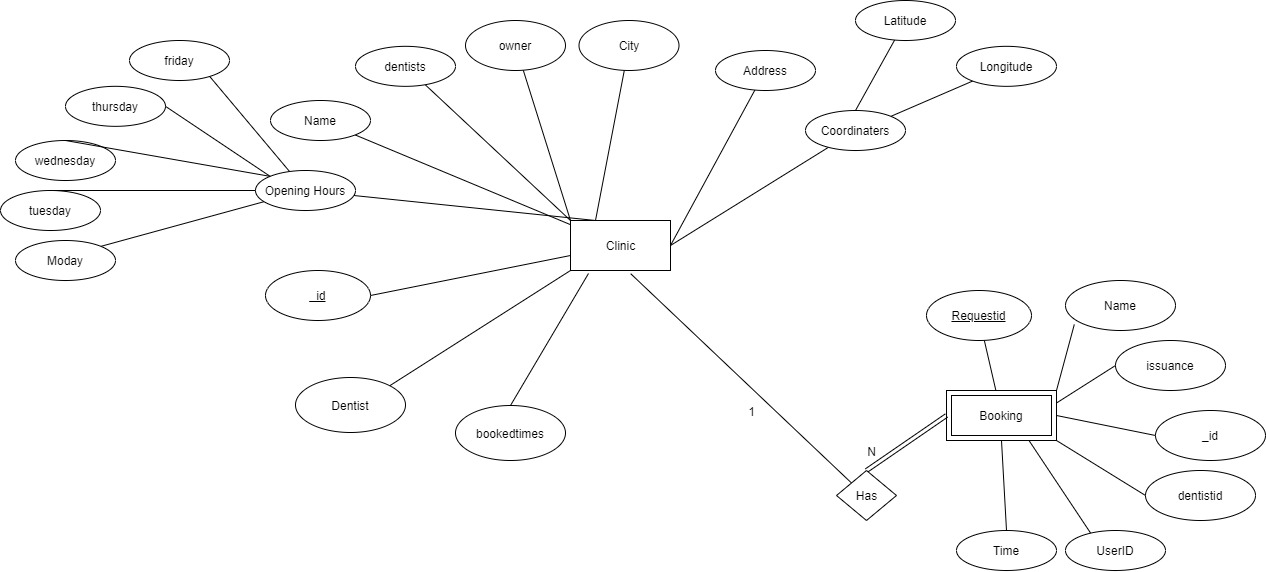 Latitude
owner
City
friday
dentists
Longitude
Address
thursday
Name
Coordinaters
wednesday
Opening Hours
tuesday
Clinic
Moday
_id
Requestid
Name
issuance
Dentist
1
Booking
bookedtimes
_id
N
Has
dentistid
Time
UserID